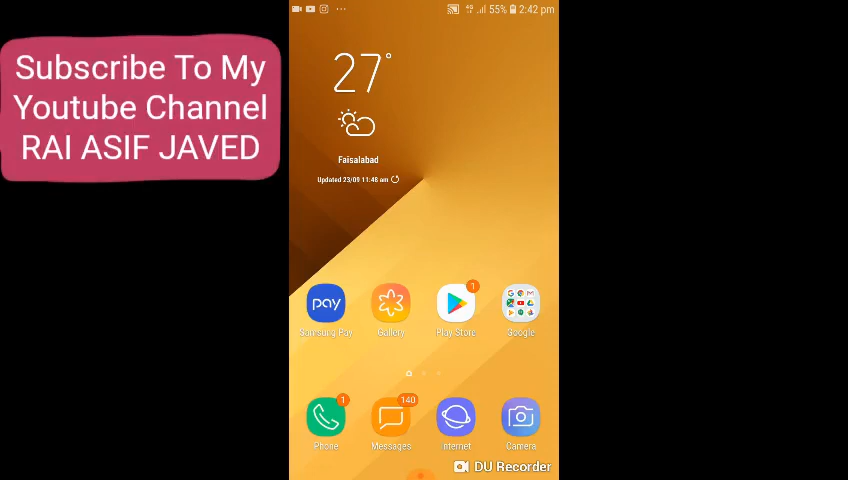 Subscribe To My
Youtube Channel
RAI ASIF JAVED
55% 2:42 pm
27°
Faisalabad
Updated 23/09 11:48 am
pay
1
Samsung Pay
Gallery
Play Store
Google
1
140
Phone
Messages
Internet
Camera
DU Recorder